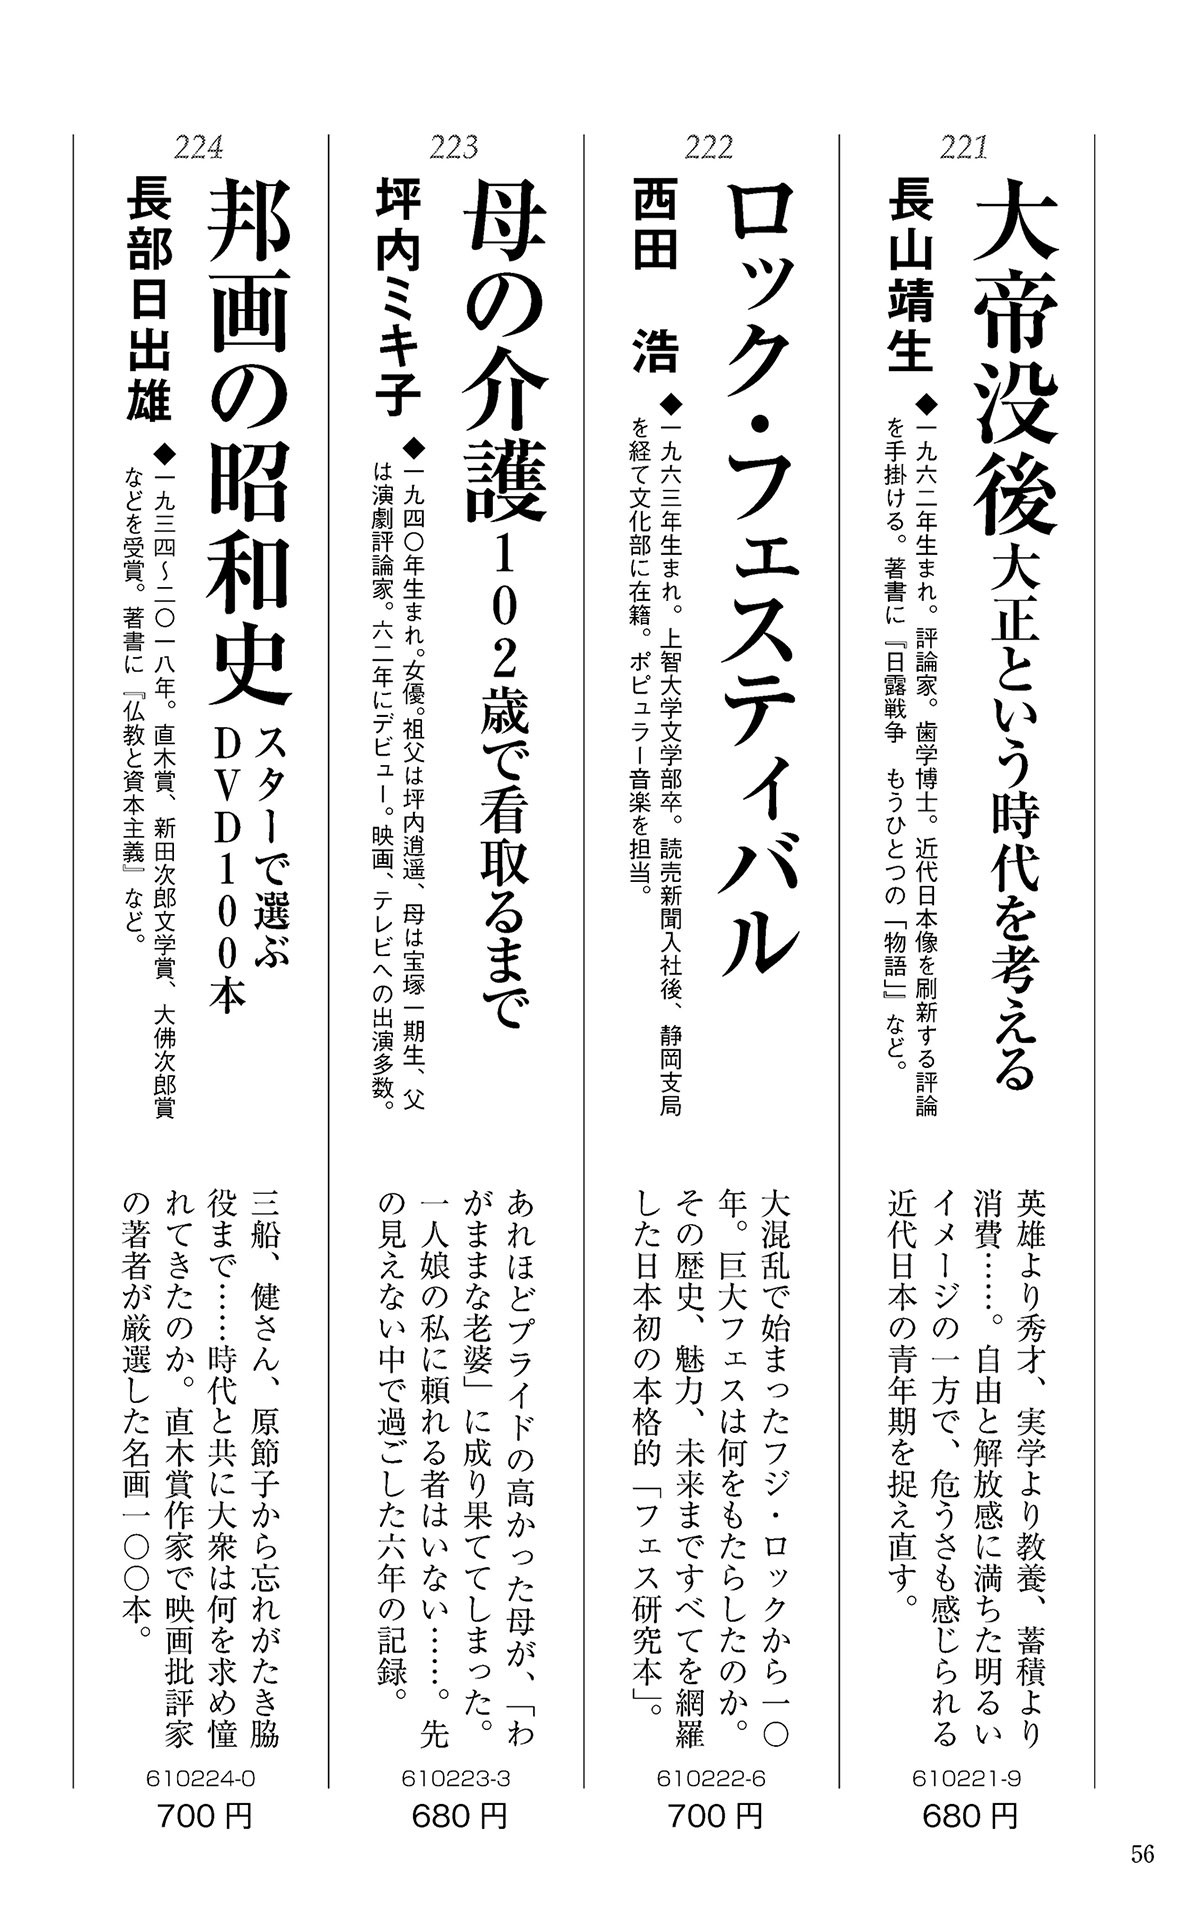 221
大帝没後 大正という時代を考える
長山靖生
◆一九六二年生まれ。評論家。歯学博士。近代日本像を刷新する評論
を手掛ける。著書に『日露戦争　もうひとつの「物語」』など。
英雄より秀才、実学より教養、蓄積より
消費……。自由と解放感に満ちた明るい
イメージの一方で、危うさも感じられる
近代日本の青年期を捉え直す。
610221-9
680円
222
ロック・フェスティバル
西田　浩
◆一九六三年生まれ。上智大学文学部卒。読売新聞入社後、静岡支局
を経て文化部に在籍。ポピュラー音楽を担当。
大混乱で始まったフジ・ロックから一〇
年。巨大フェスは何をもたらしたのか。
その歴史、魅力、未来まですべてを網羅
した日本初の本格的「フェス研究本」。
610222-6
700円
223
母の介護 102歳で看取るまで
坪内ミキ子
◆一九四〇年生まれ。女優。祖父は坪内逍遥、母は宝塚一期生、父
は演劇評論家。六二年にデビュー。映画、テレビへの出演多数。
あれほどプライドの高かった母が、「わ
がままな老婆」に成り果ててしまった。
一人娘の私に頼れる者はいない……。先
の見えない中で過ごした六年の記録。
610223-3
680円
224
邦画の昭和史
スターで選ぶ
DVD100本
長部日出雄
◆一九三四〜二〇一八年。直木賞、新田次郎文学賞、大佛次郎賞
などを受賞。著書に『仏教と資本主義』など。
三船、健さん、原節子から忘れがたき脇
役まで……時代と共に大衆は何を求め憧
れてきたのか。直木賞作家で映画批評家
の著者が厳選した名画一〇〇本。
610224-0
700円
56